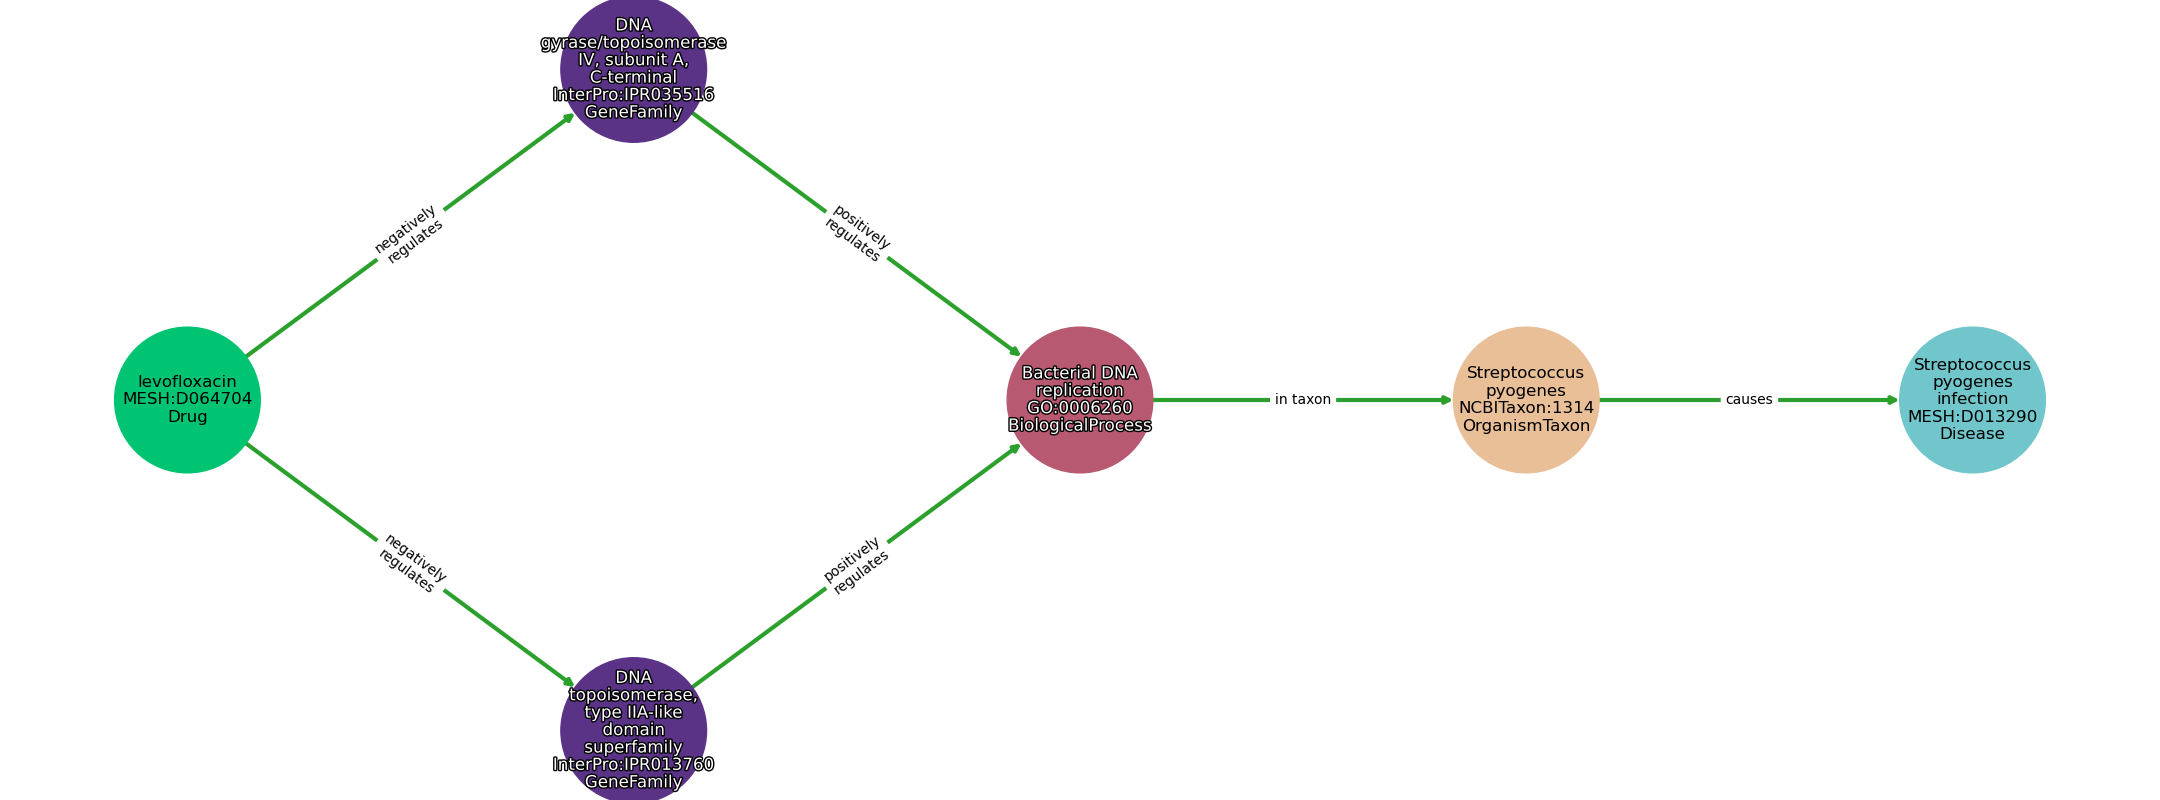 DNA
gyrase/topoisomerase
IV, subunit A,
C-terminal
InterPro:IPR035516
GeneFamily
negatively
regulates
positively
regulates
levofloxacin
MESH:D064704
Drug
Bacterial DNA
replication
GO:0006260
BiologicalProcess
in taxon
Streptococcus
pyogenes
NCBITaxon:1314
OrganismTaxon
causes
Streptococcus
pyogenes
infection
MESH:D013290
Disease
negatively
regulates
positively
regulates
DNA
topoisomerase,
type IIA-like
domain
superfamily
InterPro:IPR013760
GeneFamily